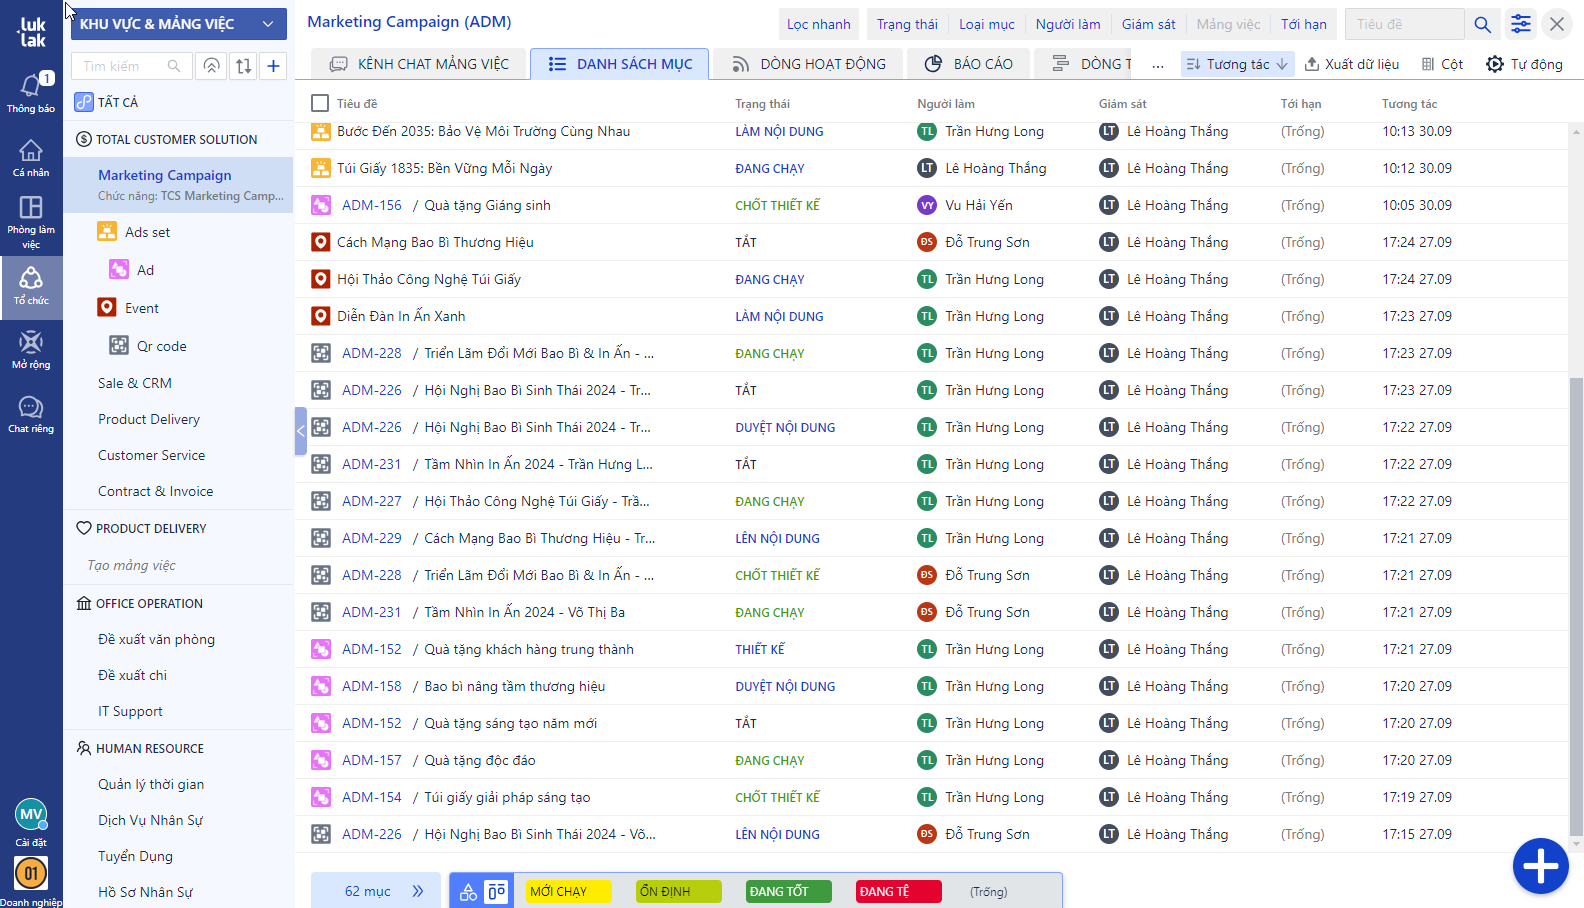 luk
lak
1
Thông báo
Cá nhân
Phòng làm
việc
Tổ chức
Mở rộng
Chat riêng
MV
Cài đặt
01
Doanh nghiệp
KHU VỰC & MẢNG VIỆC
Tìm kiếm
TẤT CẢ
TOTAL CUSTOMER SOLUTION
Marketing Campaign
Chức năng: TCS Marketing Camp...
Ads set
Ad
Event
Qr code
Sale & CRM
Product Delivery
Customer Service
Contract & Invoice
PRODUCT DELIVERY
Tạo mảng việc
OFFICE OPERATION
Đề xuất văn phòng
Đề xuất chi
IT Support
HUMAN RESOURCE
Quản lý thời gian
Dịch Vụ Nhân Sự
Tuyển Dụng
Hồ Sơ Nhân Sự
Marketing Campaign (ADM)
Lọc nhanh Trạng thái Loại mục Người làm Giám sát Mảng việc Tới hạn Tiêu đề
KÊNH CHAT MẢNG VIỆC DANH SÁCH MỤC DÒNG HOẠT ĐỘNG BÁO CÁO DÒNG T ... Tương tác Xuất dữ liệu Cột Tự động
Tiêu đề Trạng thái Người làm Giám sát Tới hạn Tương tác
Bước Đến 2035: Bảo Vệ Môi Trường Cùng Nhau LÀM NỘI DUNG TL Trần Hưng Long LT Lê Hoàng Thắng (Trống) 10:13 30.09
Túi Giấy 1835: Bền Vững Mỗi Ngày ĐANG CHẠY LT Lê Hoàng Thắng LT Lê Hoàng Thắng (Trống) 10:12 30.09
ADM-156 / Quà tặng Giáng sinh CHỐT THIẾT KẾ VY Vu Hải Yến LT Lê Hoàng Thắng (Trống) 10:05 30.09
Cách Mạng Bao Bì Thương Hiệu TẮT ĐS Đỗ Trung Sơn LT Lê Hoàng Thắng (Trống) 17:24 27.09
Hội Thảo Công Nghệ Túi Giấy ĐANG CHẠY TL Trần Hưng Long LT Lê Hoàng Thắng (Trống) 17:24 27.09
Diễn Đàn In Ấn Xanh LÀM NỘI DUNG TL Trần Hưng Long LT Lê Hoàng Thắng (Trống) 17:23 27.09
ADM-228 / Triển Lãm Đổi Mới Bao Bì & In Ấn - ... ĐANG CHẠY TL Trần Hưng Long LT Lê Hoàng Thắng (Trống) 17:23 27.09
ADM-226 / Hội Nghị Bao Bì Sinh Thái 2024 - Tr... TẮT TL Trần Hưng Long LT Lê Hoàng Thắng (Trống) 17:23 27.09
ADM-226 / Hội Nghị Bao Bì Sinh Thái 2024 - Tr... DUYỆT NỘI DUNG TL Trần Hưng Long LT Lê Hoàng Thắng (Trống) 17:22 27.09
ADM-231 / Tầm Nhìn In Ấn 2024 - Trần Hưng L... TẮT TL Trần Hưng Long LT Lê Hoàng Thắng (Trống) 17:22 27.09
ADM-227 / Hội Thảo Công Nghệ Túi Giấy - Trầ... ĐANG CHẠY TL Trần Hưng Long LT Lê Hoàng Thắng (Trống) 17:22 27.09
ADM-229 / Cách Mạng Bao Bì Thương Hiệu - Tr... LÊN NỘI DUNG TL Trần Hưng Long LT Lê Hoàng Thắng (Trống) 17:21 27.09
ADM-228 / Triển Lãm Đổi Mới Bao Bì & In Ấn - ... CHỐT THIẾT KẾ ĐS Đỗ Trung Sơn LT Lê Hoàng Thắng (Trống) 17:21 27.09
ADM-231 / Tầm Nhìn In Ấn 2024 - Võ Thị Ba ĐANG CHẠY ĐS Đỗ Trung Sơn LT Lê Hoàng Thắng (Trống) 17:21 27.09
ADM-152 / Quà tặng khách hàng trung thành THIẾT KẾ TL Trần Hưng Long LT Lê Hoàng Thắng (Trống) 17:21 27.09
ADM-158 / Bao bì nâng tầm thương hiệu DUYỆT NỘI DUNG TL Trần Hưng Long LT Lê Hoàng Thắng (Trống) 17:20 27.09
ADM-152 / Quà tặng sáng tạo năm mới TẮT TL Trần Hưng Long LT Lê Hoàng Thắng (Trống) 17:20 27.09
ADM-157 / Quà tặng độc đáo ĐANG CHẠY TL Trần Hưng Long LT Lê Hoàng Thắng (Trống) 17:20 27.09
ADM-154 / Túi giấy giải pháp sáng tạo CHỐT THIẾT KẾ TL Trần Hưng Long LT Lê Hoàng Thắng (Trống) 17:19 27.09
ADM-226 / Hội Nghị Bao Bì Sinh Thái 2024 - Võ... LÊN NỘI DUNG ĐS Đỗ Trung Sơn LT Lê Hoàng Thắng (Trống) 17:15 27.09
62 mục MỚI CHẠY ỔN ĐỊNH ĐANG TỐT ĐANG TỆ (Trống)